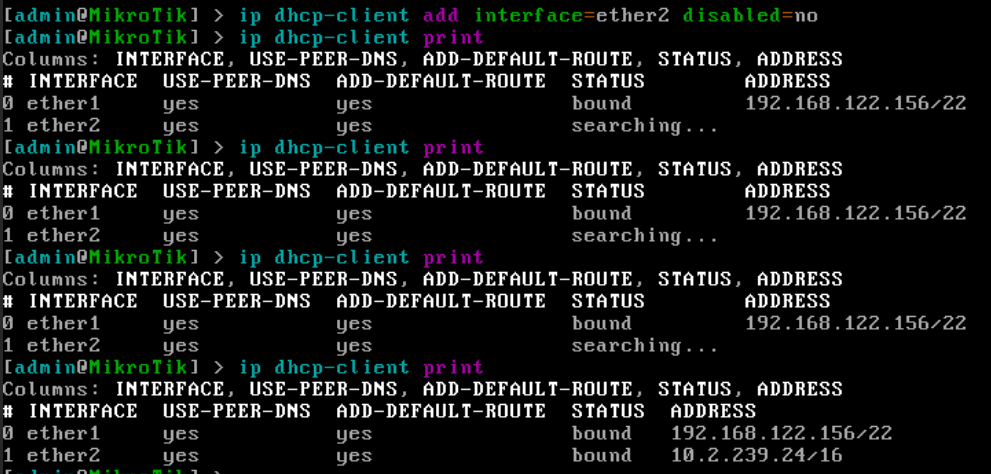 [admin@MikroTik] > ip dhcp-client add interface=ether2 disabled=no
[admin@MikroTik] > ip dhcp-client print
Columns: INTERFACE, USE-PEER-DNS, ADD-DEFAULT-ROUTE, STATUS, ADDRESS
# INTERFACE  USE-PEER-DNS  ADD-DEFAULT-ROUTE  STATUS        ADDRESS
0 ether1     yes           yes                bound         192.168.122.156/22
1 ether2     yes           yes                searching...
[admin@MikroTik] > ip dhcp-client print
Columns: INTERFACE, USE-PEER-DNS, ADD-DEFAULT-ROUTE, STATUS, ADDRESS
# INTERFACE  USE-PEER-DNS  ADD-DEFAULT-ROUTE  STATUS        ADDRESS
0 ether1     yes           yes                bound         192.168.122.156/22
1 ether2     yes           yes                searching...
[admin@MikroTik] > ip dhcp-client print
Columns: INTERFACE, USE-PEER-DNS, ADD-DEFAULT-ROUTE, STATUS, ADDRESS
# INTERFACE  USE-PEER-DNS  ADD-DEFAULT-ROUTE  STATUS        ADDRESS
0 ether1     yes           yes                bound         192.168.122.156/22
1 ether2     yes           yes                searching...
[admin@MikroTik] > ip dhcp-client print
Columns: INTERFACE, USE-PEER-DNS, ADD-DEFAULT-ROUTE, STATUS, ADDRESS
# INTERFACE  USE-PEER-DNS  ADD-DEFAULT-ROUTE  STATUS  ADDRESS
0 ether1     yes           yes                bound   192.168.122.156/22
1 ether2     yes           yes                bound   10.2.239.24/16